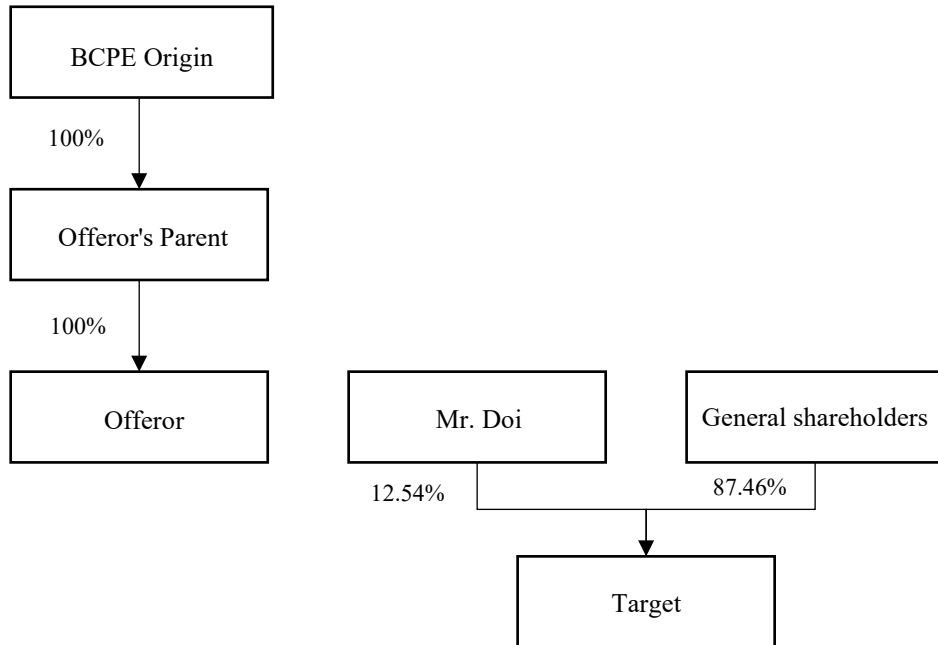 BCPE Origin
100%
Offeror's Parent
100%
Offeror
Mr. Doi
General shareholders
12.54%
87.46%
Target